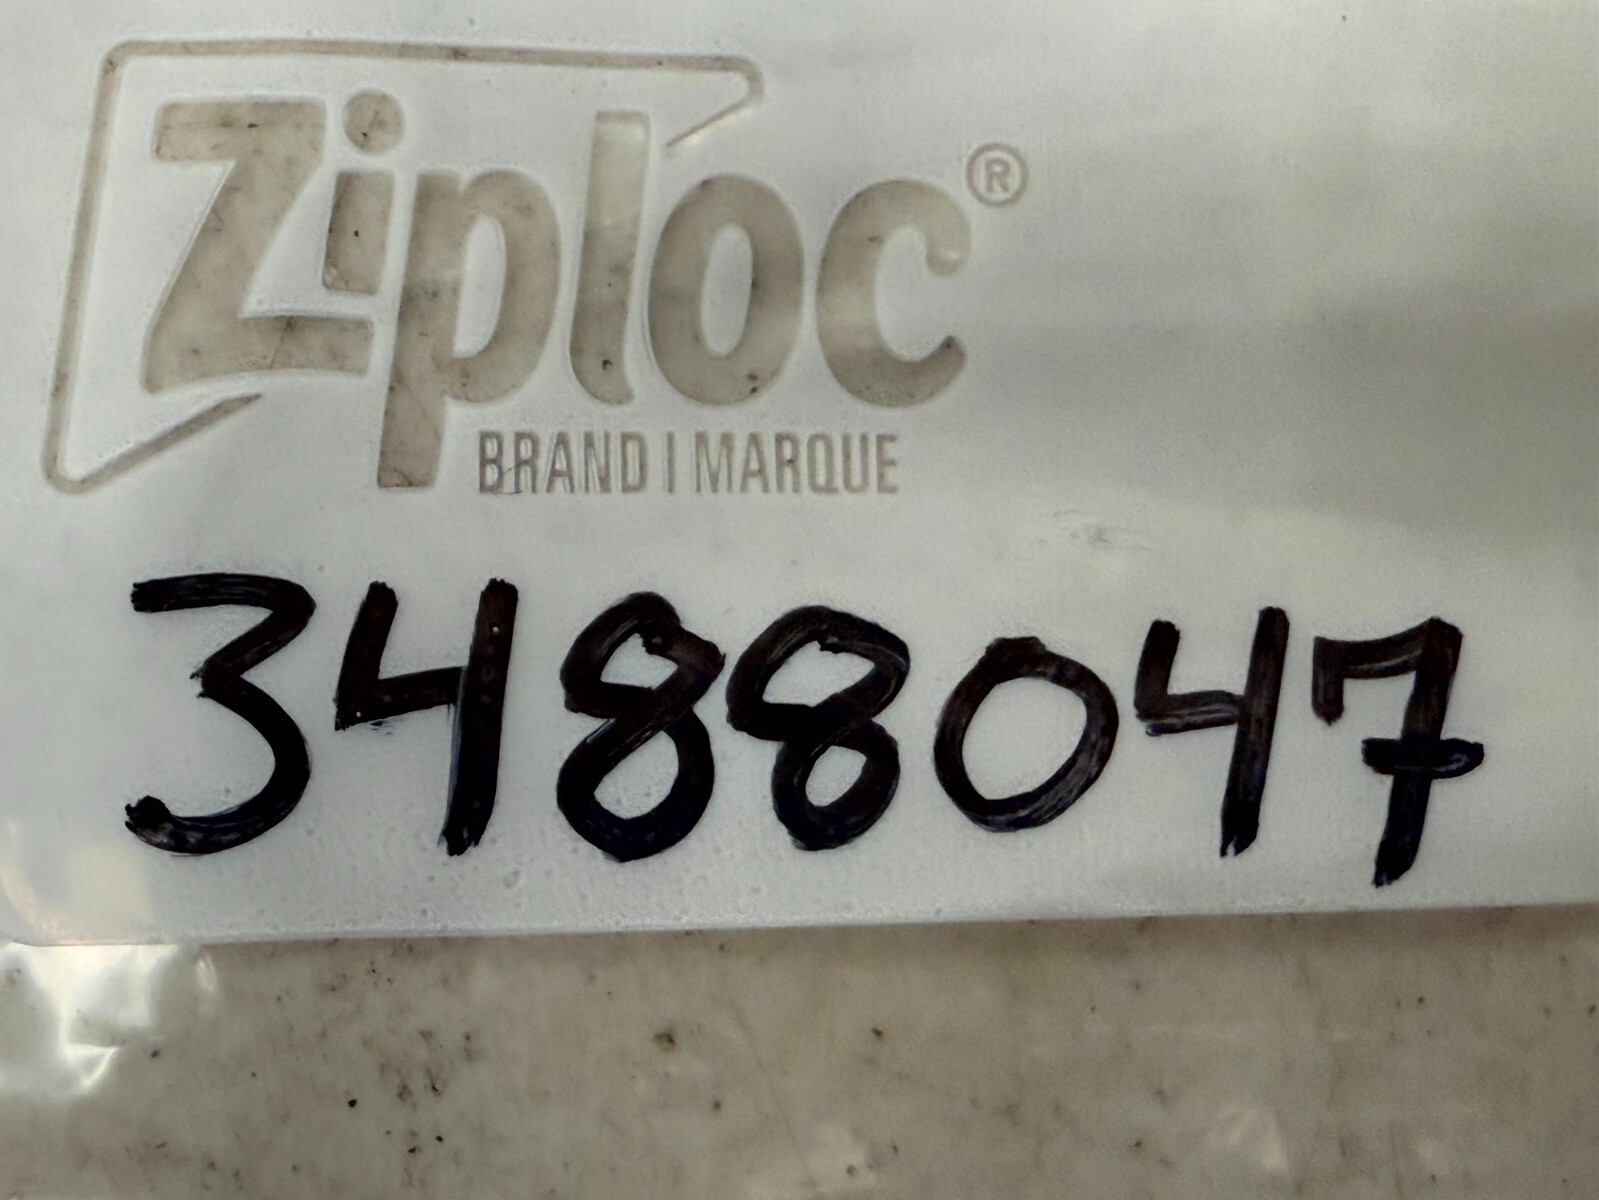 Ziploc®
BRAND | MARQUE
3488047